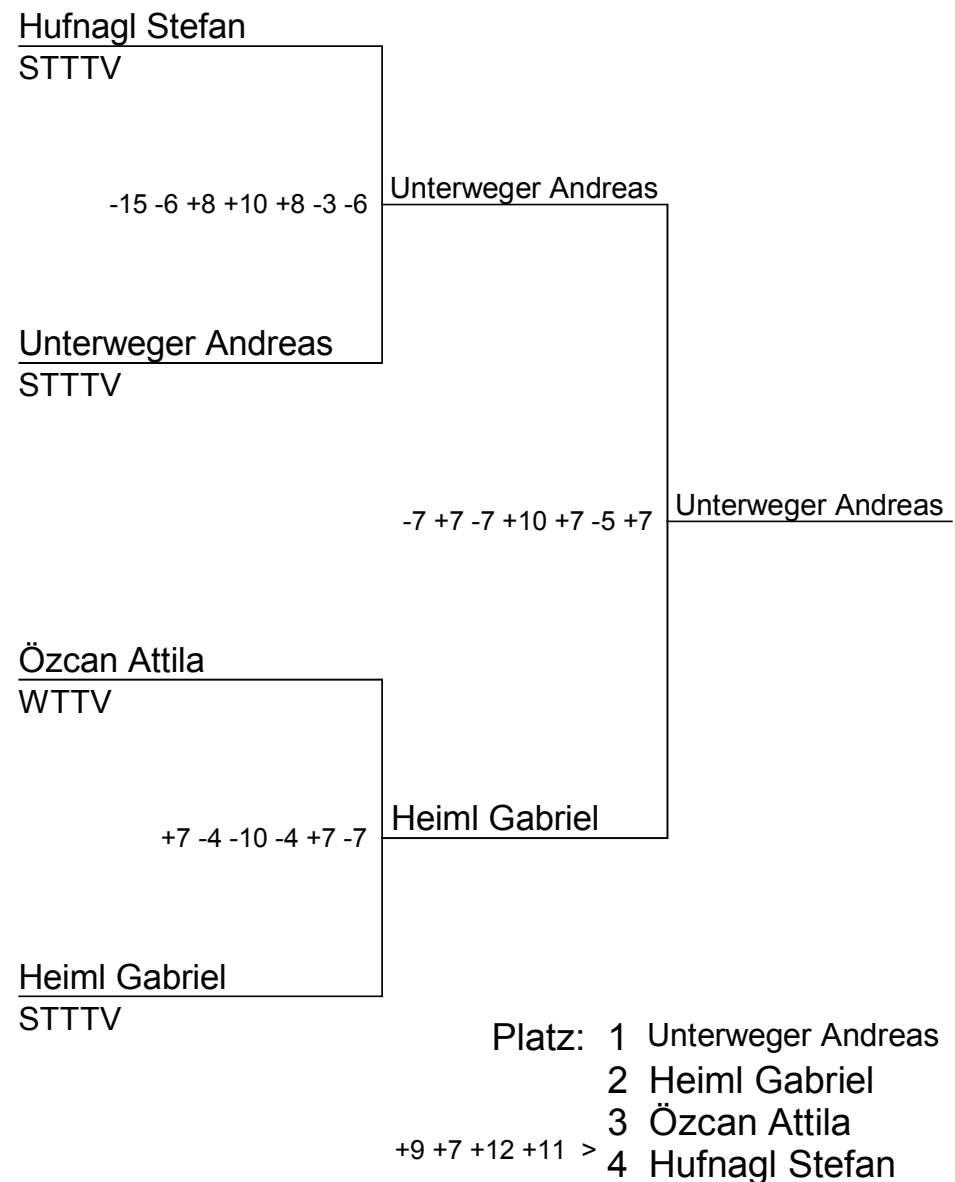 Hufnagl Stefan
STTTV
-15 -6 +8 +10 +8 -3 -6
Unterweger Andreas
Unterweger Andreas
STTTV
-7 +7 -7 +10 +7 -5 +7
Unterweger Andreas
Özcan Attila
WTTV
+7 -4 -10 -4 +7 -7
Heiml Gabriel
Heiml Gabriel
STTTV
Platz: 1 Unterweger Andreas
2 Heiml Gabriel
3 Özcan Attila
+9 +7 +12 +11 >
4 Hufnagl Stefan